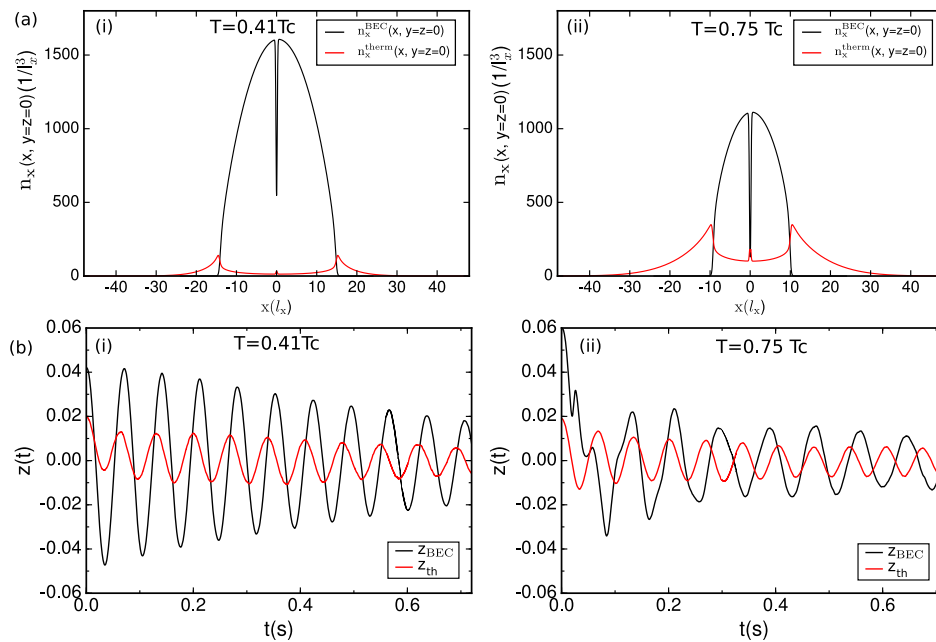 (a)
(i)
T=0.41Tc
n_x^BEC(x, y=z=0)
n_x^therm(x, y=z=0)
n_x(x, y=z=0)(1/l_x^3)
1500
1000
500
0
-40 -30 -20 -10 0 10 20 30 40
x(l_x)
(ii)
T=0.75 Tc
n_x^BEC(x, y=z=0)
n_x^therm(x, y=z=0)
n_x(x, y=z=0)(1/l_x^3)
1500
1000
500
0
-40 -30 -20 -10 0 10 20 30 40
x(l_x)
(b)
(i)
T=0.41Tc
z(t)
0.06
0.04
0.02
0.00
-0.02
-0.04
-0.06
z_BEC
z_th
0.0 0.2 0.4 0.6
t(s)
(ii)
T=0.75 Tc
z(t)
0.06
0.04
0.02
0.00
-0.02
-0.04
-0.06
z_BEC
z_th
0.0 0.2 0.4 0.6
t(s)